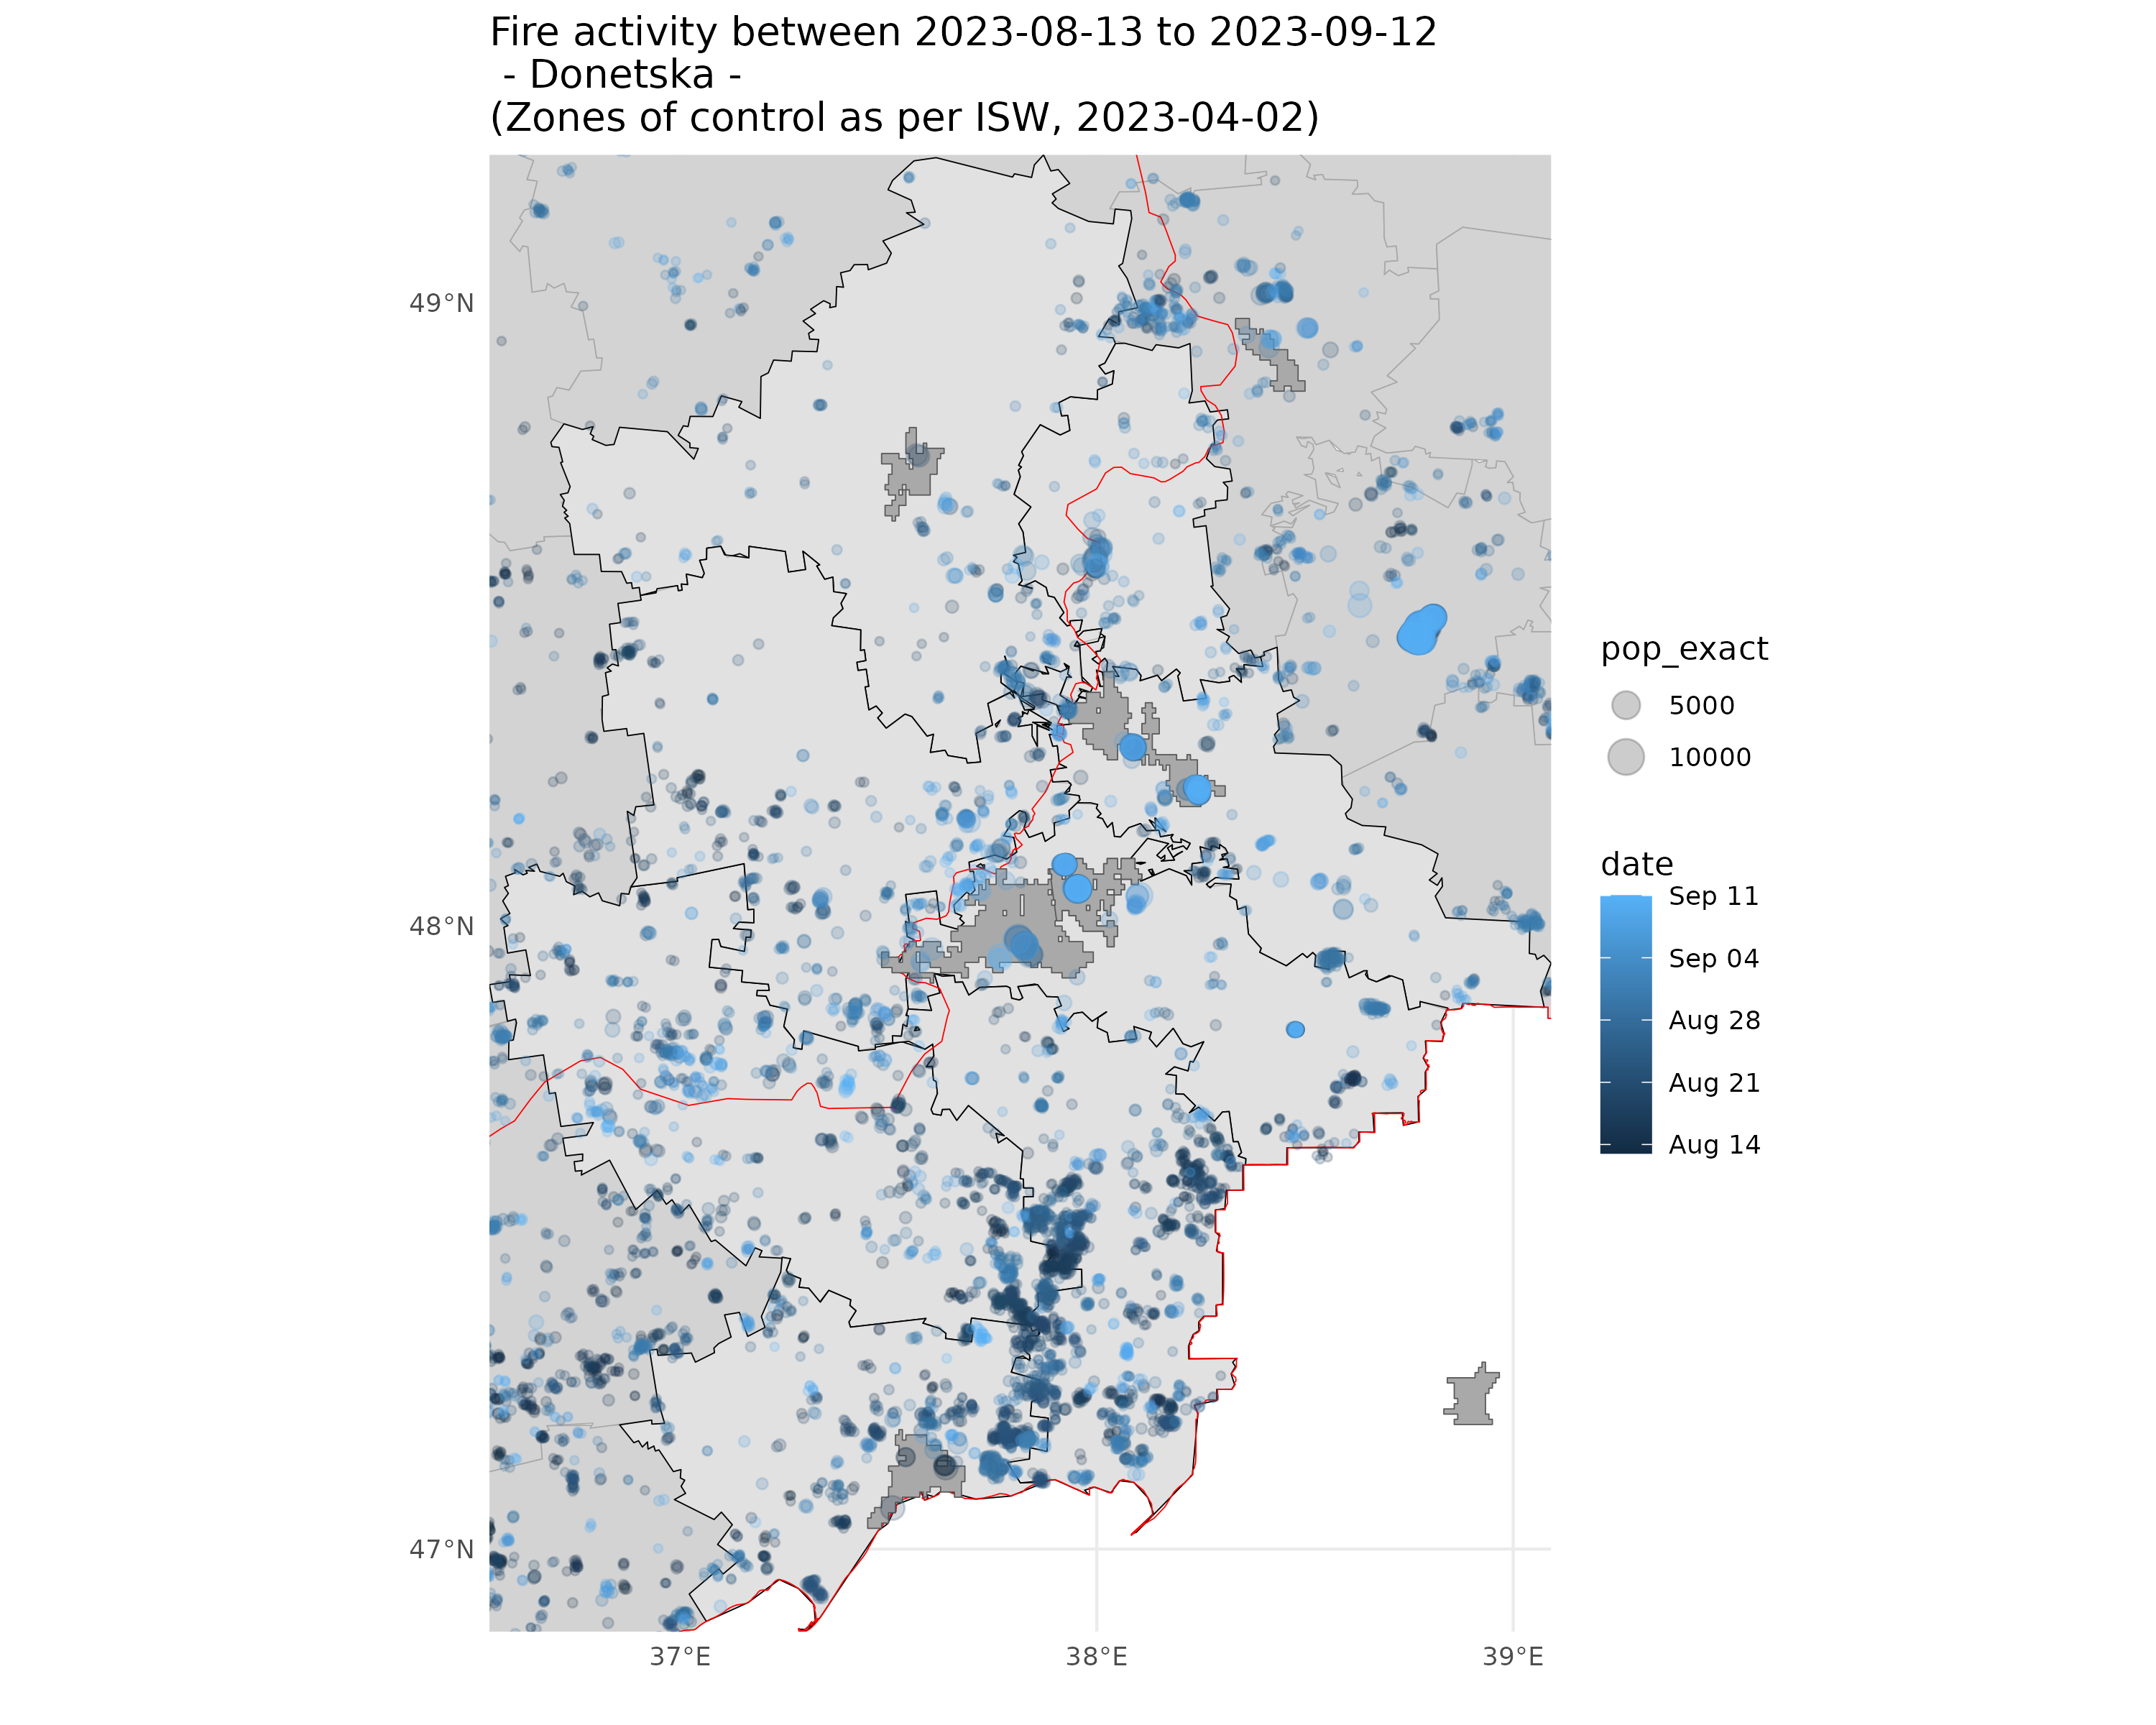 Fire activity between 2023-08-13 to 2023-09-12
- Donetska -
(Zones of control as per ISW, 2023-04-02)
49°N
48°N
47°N
37°E
38°E
39°E
pop_exact
5000
10000
date
Sep 11
Sep 04
Aug 28
Aug 21
Aug 14